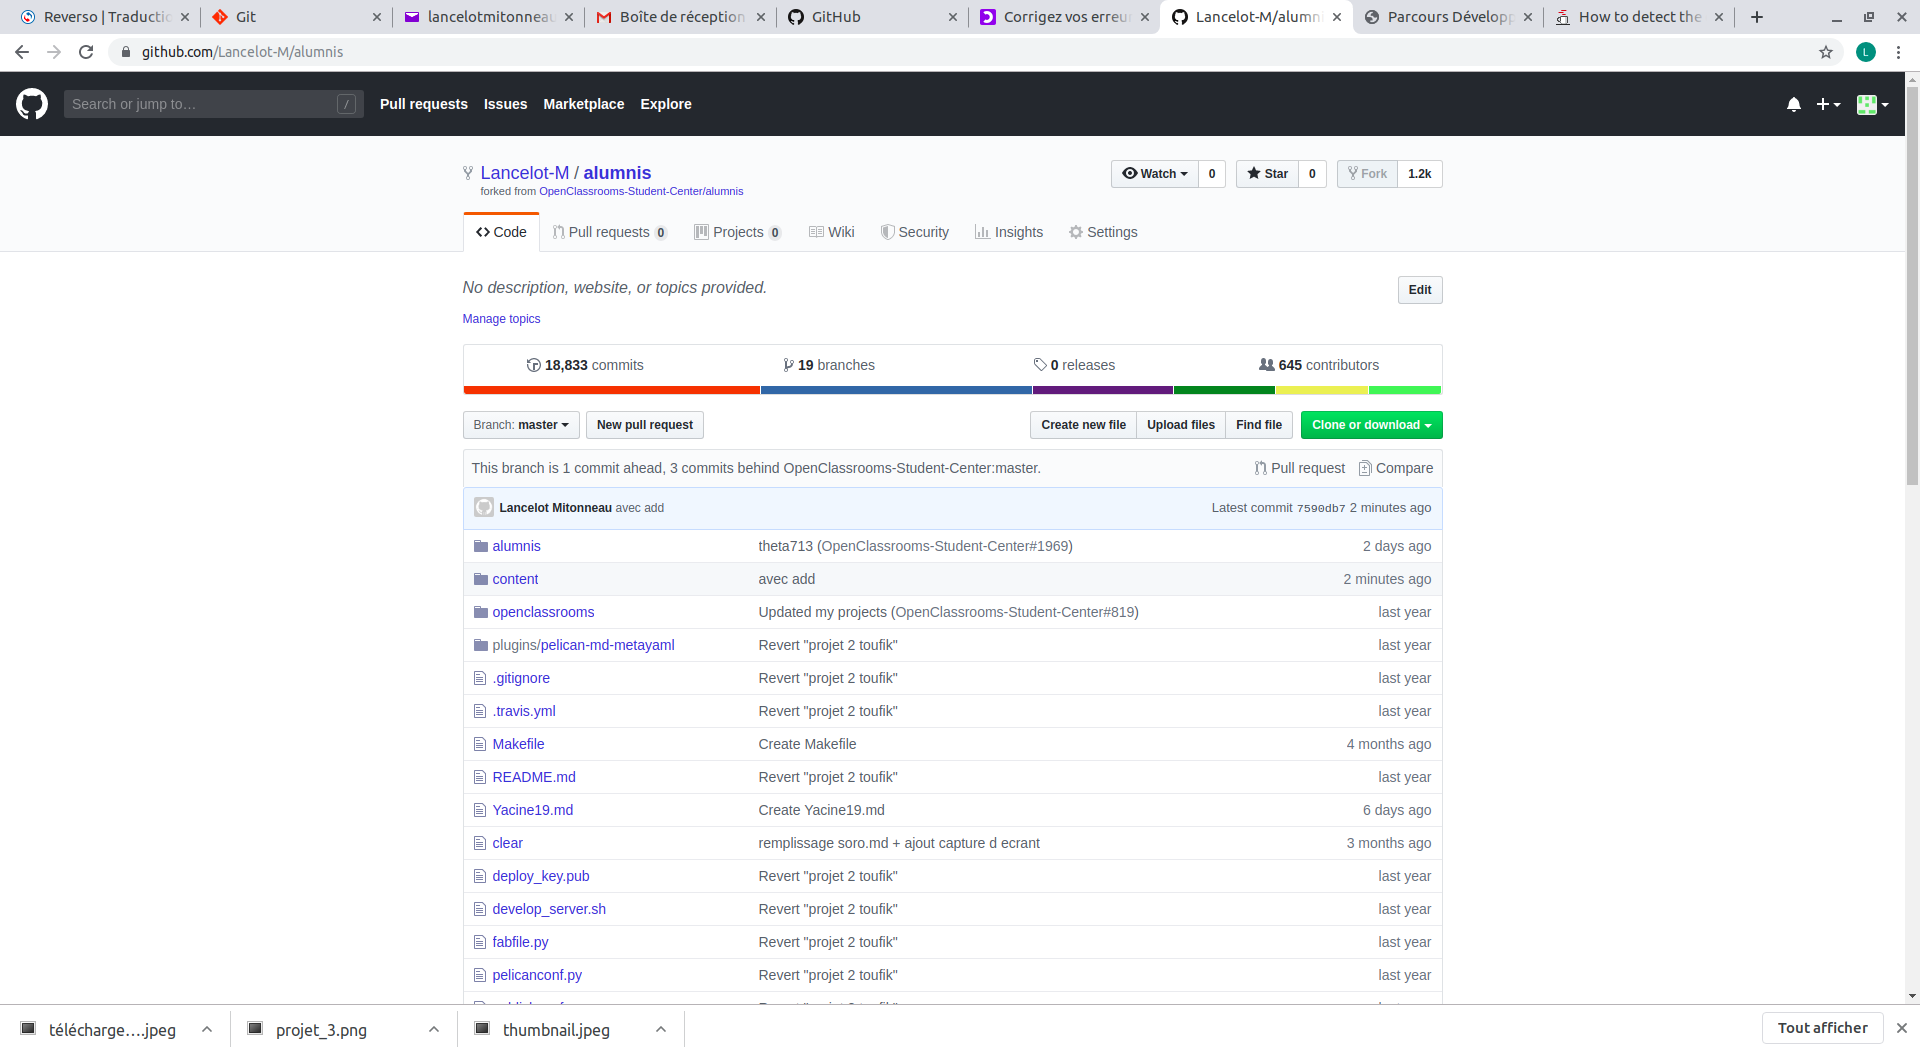 Reverso | Traductio
Git
lancelotmitonneau
Boîte de réception
GitHub
Corrigez vos erreur
Lancelot-M/alumni
Parcours Développ
How to detect the
github.com/Lancelot-M/alumnis
L
Search or jump to…
/
Pull requests
Issues
Marketplace
Explore
Lancelot-M / alumnis
forked from OpenClassrooms-Student-Center/alumnis
Watch 0
Star 0
Fork 1.2k
Code
Pull requests 0
Projects 0
Wiki
Security
Insights
Settings
No description, website, or topics provided.
Edit
Manage topics
18,833 commits
19 branches
0 releases
645 contributors
Branch: master
New pull request
Create new file
Upload files
Find file
Clone or download
This branch is 1 commit ahead, 3 commits behind OpenClassrooms-Student-Center:master.
Pull request
Compare
Lancelot Mitonneau avec add
Latest commit 7590db7 2 minutes ago
alumnis theta713 (OpenClassrooms-Student-Center#1969) 2 days ago
content avec add 2 minutes ago
openclassrooms Updated my projects (OpenClassrooms-Student-Center#819) last year
plugins/pelican-md-metayaml Revert "projet 2 toufik" last year
.gitignore Revert "projet 2 toufik" last year
.travis.yml Revert "projet 2 toufik" last year
Makefile Create Makefile 4 months ago
README.md Revert "projet 2 toufik" last year
Yacine19.md Create Yacine19.md 6 days ago
clear remplissage soro.md + ajout capture d ecrant 3 months ago
deploy_key.pub Revert "projet 2 toufik" last year
develop_server.sh Revert "projet 2 toufik" last year
fabfile.py Revert "projet 2 toufik" last year
pelicanconf.py Revert "projet 2 toufik" last year
télécharge….jpeg
projet_3.png
thumbnail.jpeg
Tout afficher